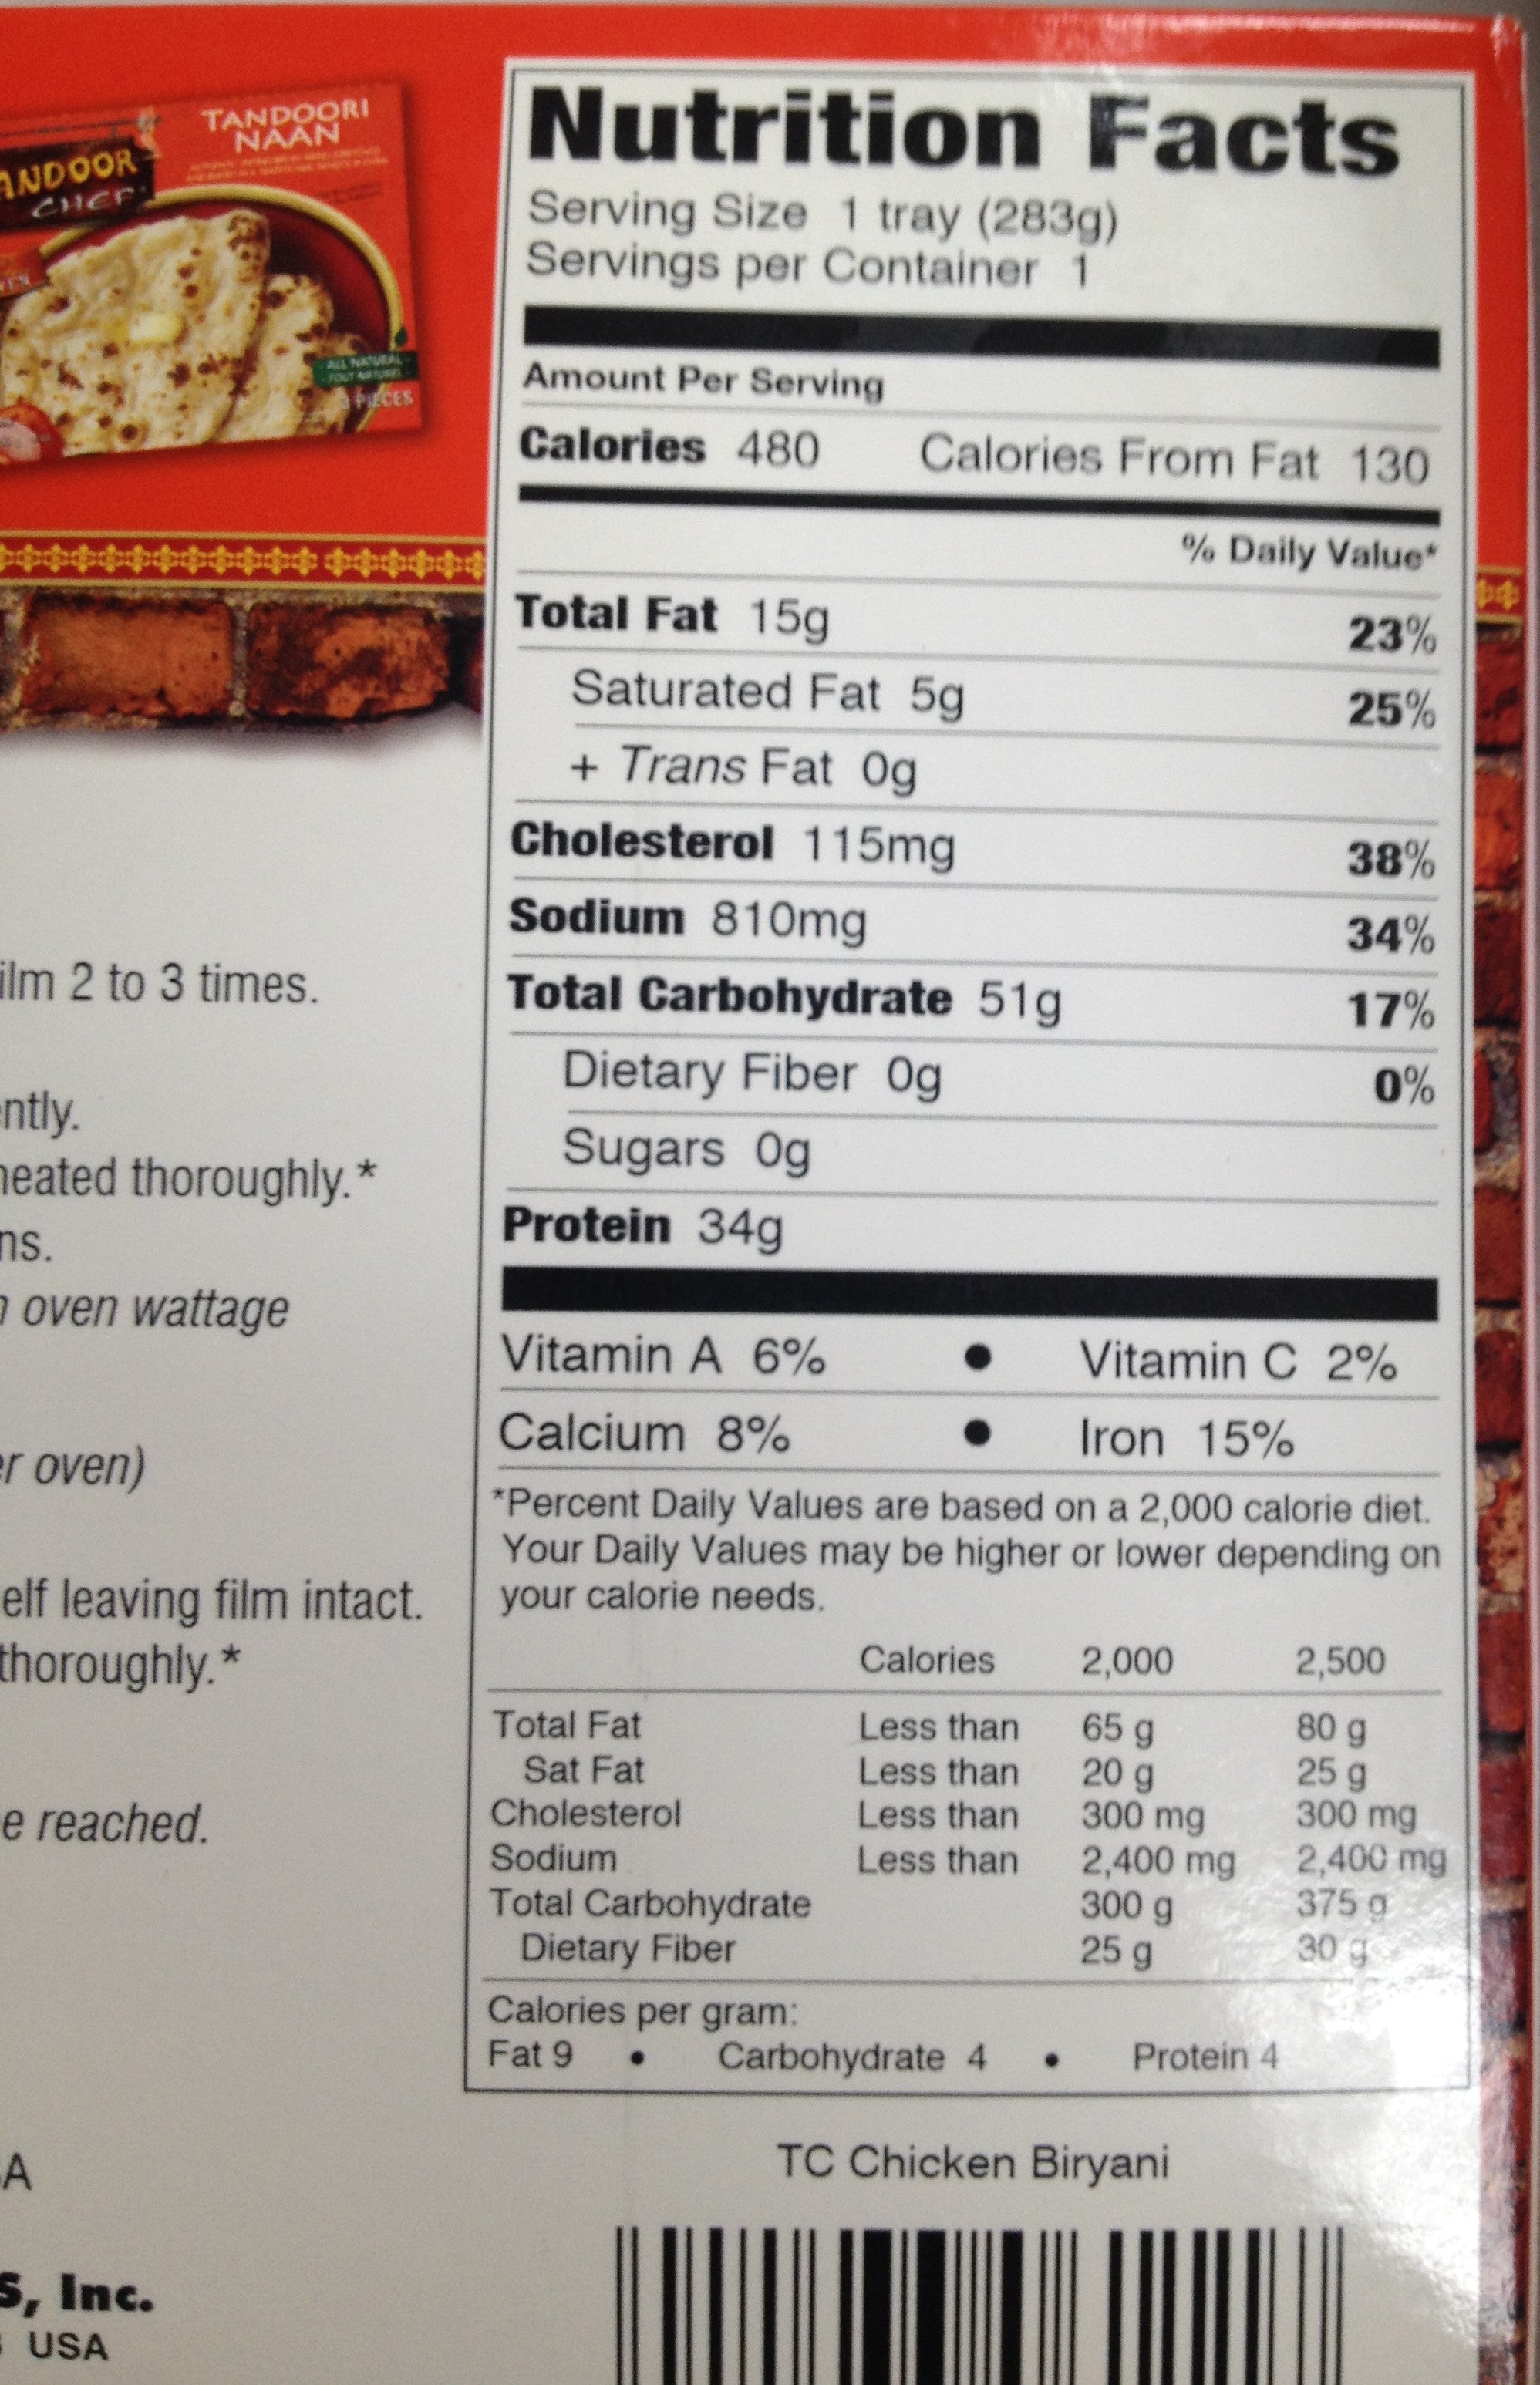 TANDOORI
NAAN
ANDOOR
CHEF
ALL NATURAL
TOUT NATUREL
PIECES
ilm 2 to 3 times.
ntly.
heated thoroughly.*
ns.
oven wattage
er oven)
elf leaving film intact.
thoroughly.*
e reached.
A
S, Inc.
USA
Nutrition Facts
Serving Size 1 tray (283g)
Servings per Container 1
Amount Per Serving
Calories 480 Calories From Fat 130
% Daily Value*
Total Fat 15g 23%
Saturated Fat 5g 25%
+ Trans Fat 0g
Cholesterol 115mg 38%
Sodium 810mg 34%
Total Carbohydrate 51g 17%
Dietary Fiber 0g 0%
Sugars 0g
Protein 34g
Vitamin A 6% • Vitamin C 2%
Calcium 8% • Iron 15%
*Percent Daily Values are based on a 2,000 calorie diet.
Your Daily Values may be higher or lower depending on
your calorie needs.
Calories 2,000 2,500
Total Fat Less than 65 g 80 g
Sat Fat Less than 20 g 25 g
Cholesterol Less than 300 mg 300 mg
Sodium Less than 2,400 mg 2,400 mg
Total Carbohydrate 300 g 375 g
Dietary Fiber 25 g 30 g
Calories per gram:
Fat 9 • Carbohydrate 4 • Protein 4
TC Chicken Biryani